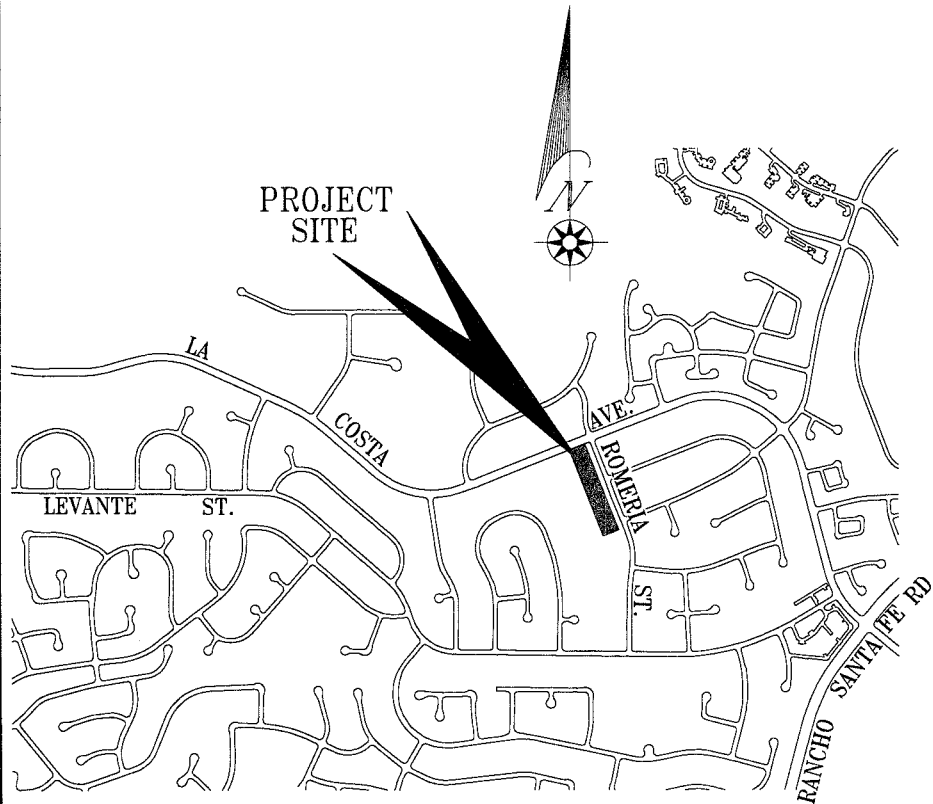 N
PROJECT
SITE
LA
COSTA
AVE.
ROMERIA
ST.
LEVANTE ST.
RANCHO SANTA FE RD